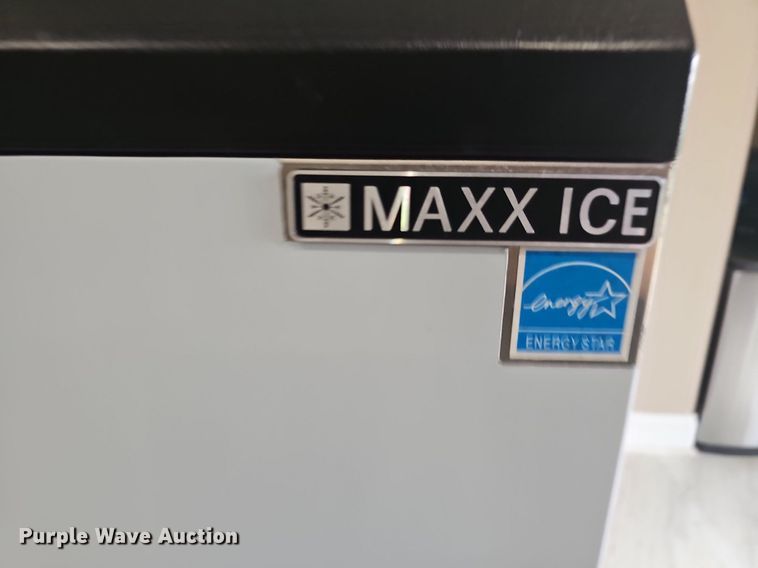 MAXX ICE
energy
ENERGY STAR
Purple Wave Auction